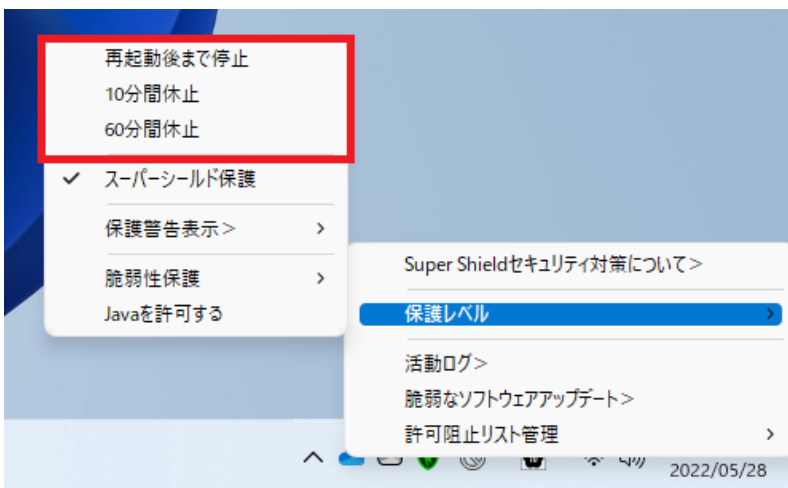 再起動後まで停止
10分間休止
60分間休止
スーパーシールド保護
保護警告表示>
脆弱性保護
Javaを許可する
Super Shieldセキュリティ対策について>
保護レベル
活動ログ>
脆弱なソフトウェアアップデート>
許可阻止リスト管理
2022/05/28